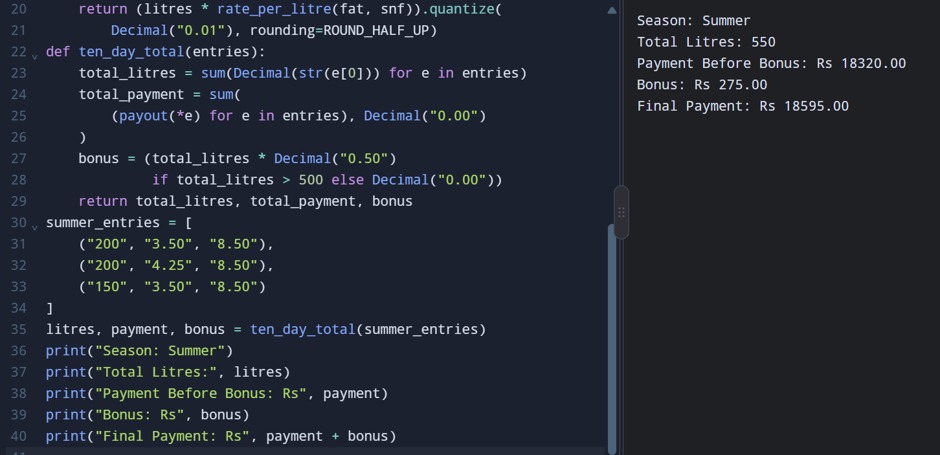 20 return (litres * rate_per_litre(fat, snf)).quantize(
21 Decimal("0.01"), rounding=ROUND_HALF_UP)
22 def ten_day_total(entries):
23 total_litres = sum(Decimal(str(e[0])) for e in entries)
24 total_payment = sum(
25 (payout(*e) for e in entries), Decimal("0.00")
26 )
27 bonus = (total_litres * Decimal("0.50")
28 if total_litres > 500 else Decimal("0.00"))
29 return total_litres, total_payment, bonus
30 summer_entries = [
31 ("200", "3.50", "8.50"),
32 ("200", "4.25", "8.50"),
33 ("150", "3.50", "8.50")
34 ]
35 litres, payment, bonus = ten_day_total(summer_entries)
36 print("Season: Summer")
37 print("Total Litres:", litres)
38 print("Payment Before Bonus: Rs", payment)
39 print("Bonus: Rs", bonus)
40 print("Final Payment: Rs", payment + bonus)
Season: Summer
Total Litres: 550
Payment Before Bonus: Rs 18320.00
Bonus: Rs 275.00
Final Payment: Rs 18595.00